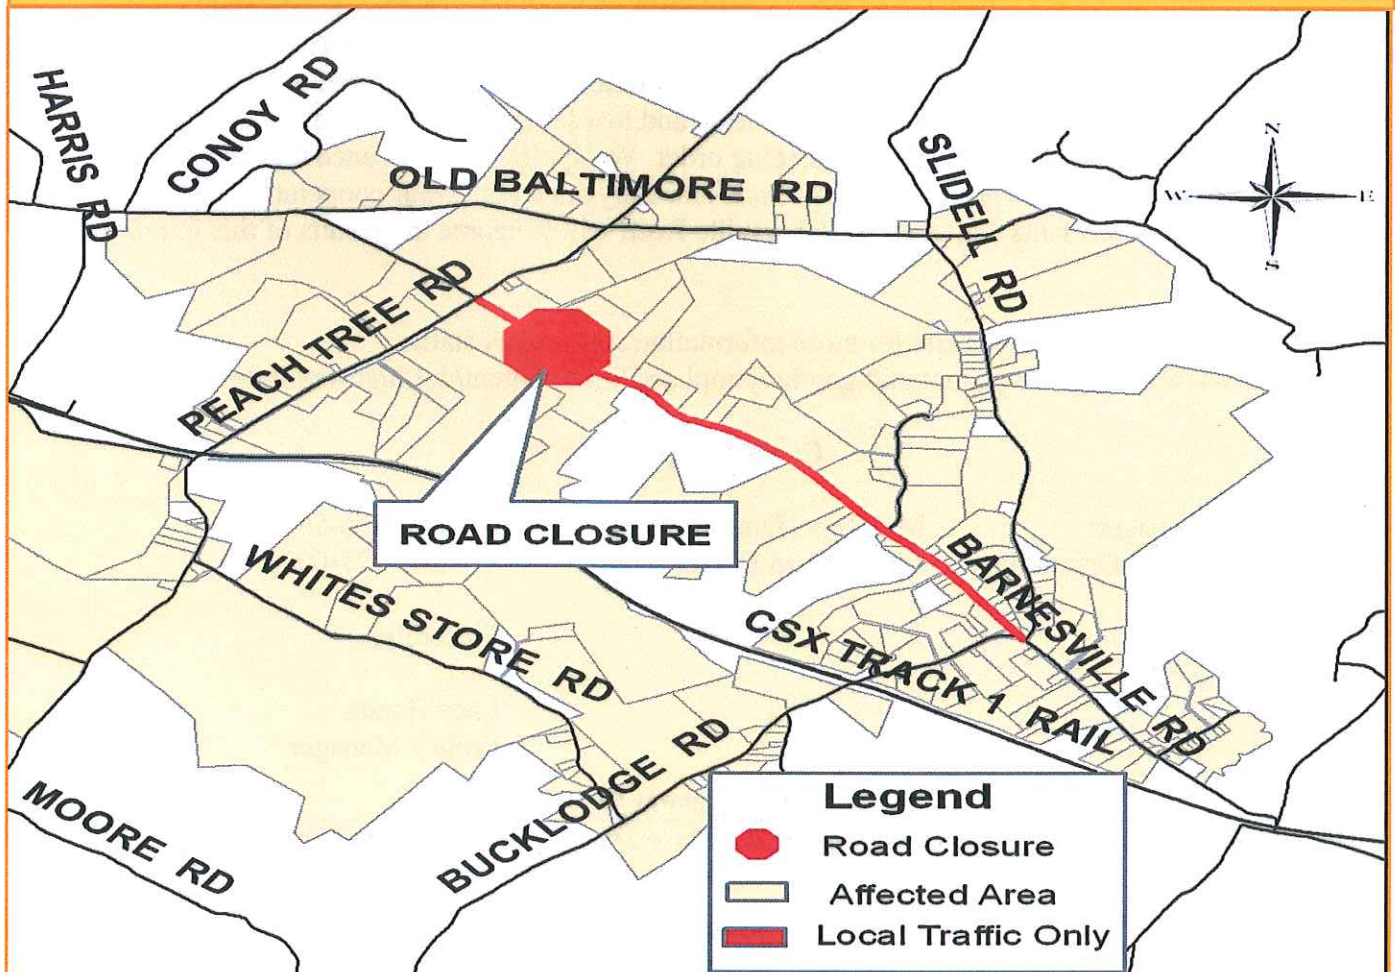 HARRIS RD
CONOY RD
OLD BALTIMORE RD
SLIDELL RD
N
W
E
S
PEACH TREE RD
ROAD CLOSURE
BARNESVILLE RD
WHITES STORE RD
CSX TRACK 1 RAIL
BUCKLODGE RD
MOORE RD
Legend
Road Closure
Affected Area
Local Traffic Only